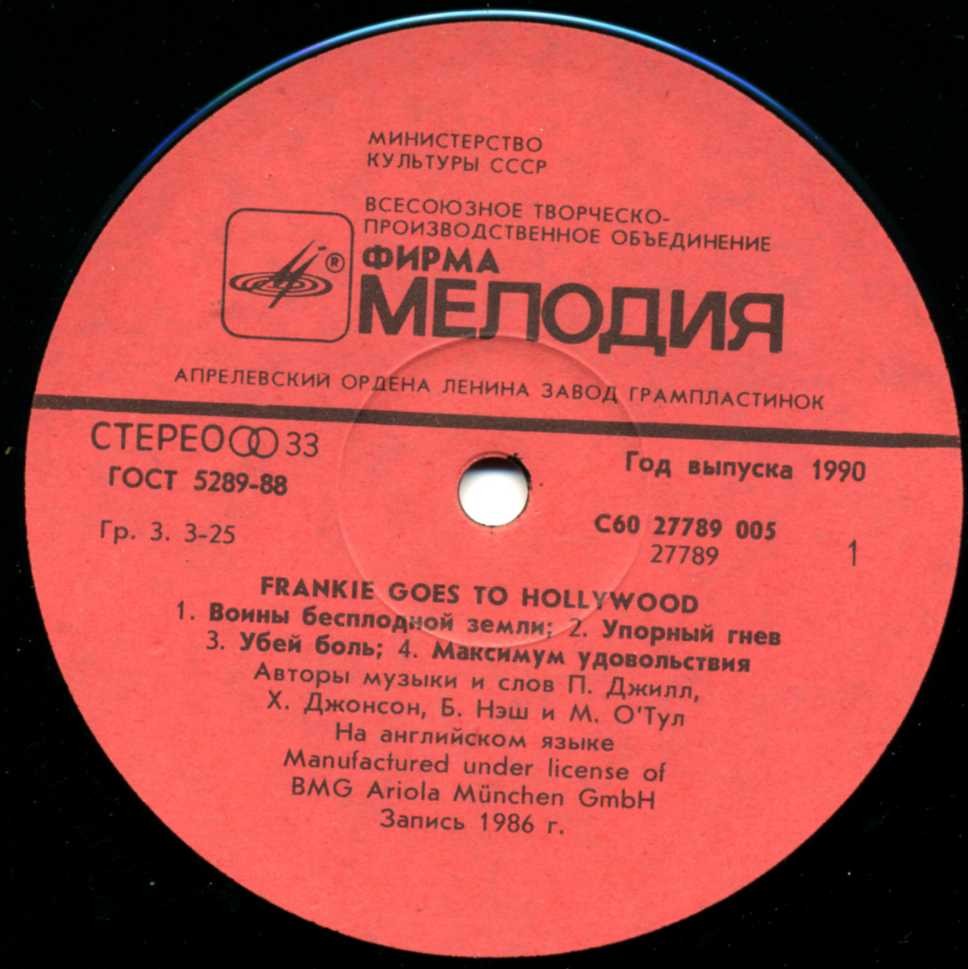 МИНИСТЕРСТВО
КУЛЬТУРЫ СССР
ВСЕСОЮЗНОЕ ТВОРЧЕСКО-
ПРОИЗВОДСТВЕННОЕ ОБЪЕДИНЕНИЕ
ФИРМА
®
МЕЛОДИЯ
АПРЕЛЕВСКИЙ ОРДЕНА ЛЕНИНА ЗАВОД ГРАМПЛАСТИНОК
СТЕРЕО 33
Год выпуска 1990
ГОСТ 5289-88
Гр. 3. 3-25
С60 27789 005
27789
1
FRANKIE GOES TO HOLLYWOOD
1. Воины бесплодной земли; 2. Упорный гнев
3. Убей боль; 4. Максимум удовольствия
Авторы музыки и слов П. Джилл,
Х. Джонсон, Б. Нэш и М. О'Тул
На английском языке
Manufactured under license of
BMG Ariola München GmbH
Запись 1986 г.